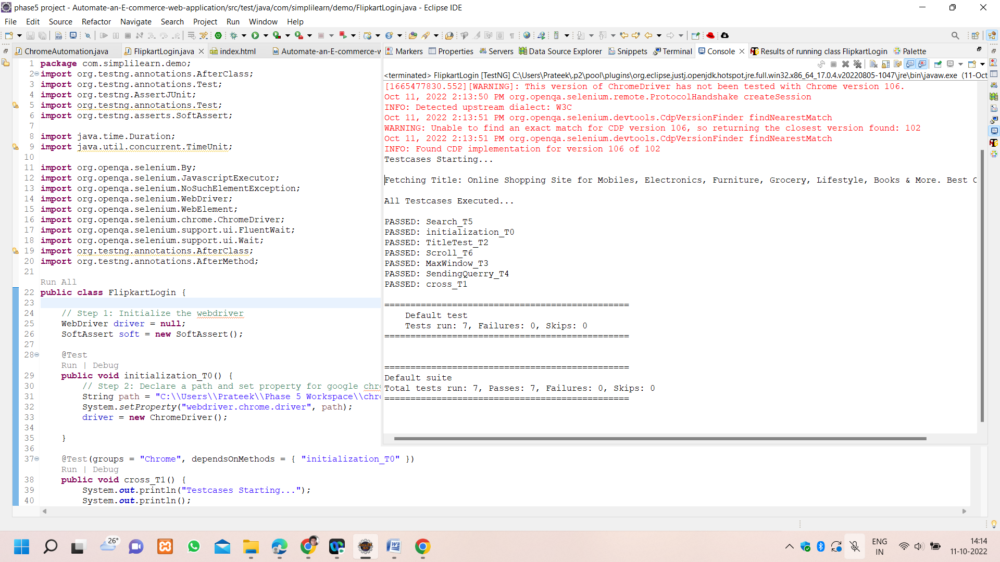 phase5 project - Automate-an-E-commerce-web-application/src/test/java/com/simplilearn/demo/FlipkartLogin.java - Eclipse IDE
File Edit Source Refactor Navigate Search Project Run Window Help
ChromeAutomation.java FlipkartLogin.java index.html Automate-an-E-commerce-w
1 package com.simplilearn.demo;
2 import org.testng.annotations.AfterClass;
3 import org.testng.annotations.Test;
4 import org.testng.AssertJUnit;
5 import org.testng.annotations.Test;
6 import org.testng.asserts.SoftAssert;
7
8 import java.time.Duration;
9 import java.util.concurrent.TimeUnit;
10
11 import org.openqa.selenium.By;
12 import org.openqa.selenium.JavascriptExecutor;
13 import org.openqa.selenium.NoSuchElementException;
14 import org.openqa.selenium.WebDriver;
15 import org.openqa.selenium.WebElement;
16 import org.openqa.selenium.chrome.ChromeDriver;
17 import org.openqa.selenium.support.ui.FluentWait;
18 import org.openqa.selenium.support.ui.Wait;
19 import org.testng.annotations.AfterClass;
20 import org.testng.annotations.AfterMethod;
21
Run All
22 public class FlipkartLogin {
23
24 // Step 1: Initialize the webdriver
25 WebDriver driver = null;
26 SoftAssert soft = new SoftAssert();
27
28 @Test
Run | Debug
29 public void initialization_T0() {
30 // Step 2: Declare a path and set property for google chr
31 String path = "C:\\Users\\Prateek\\Phase 5 Workspace\\chr
32 System.setProperty("webdriver.chrome.driver", path);
33 driver = new ChromeDriver();
34
35 }
36
37 @Test(groups = "Chrome", dependsOnMethods = { "initialization_T0" })
Run | Debug
38 public void cross_T1() {
39 System.out.println("Testcases Starting...");
40 System.out.println();
Markers Properties Servers Data Source Explorer Snippets Terminal Console Results of running class FlipkartLogin Palette
<terminated> FlipkartLogin [TestNG] C:\Users\Prateek\.p2\pool\plugins\org.eclipse.justj.openjdk.hotspot.jre.full.win32.x86_64_17.0.4.v20220805-1047\jre\bin\javaw.exe (11-Oct
[1665477830.552][WARNING]: This version of ChromeDriver has not been tested with Chrome version 106.
Oct 11, 2022 2:13:50 PM org.openqa.selenium.remote.ProtocolHandshake createSession
INFO: Detected upstream dialect: W3C
Oct 11, 2022 2:13:51 PM org.openqa.selenium.devtools.CdpVersionFinder findNearestMatch
WARNING: Unable to find an exact match for CDP version 106, so returning the closest version found: 102
Oct 11, 2022 2:13:51 PM org.openqa.selenium.devtools.CdpVersionFinder findNearestMatch
INFO: Found CDP implementation for version 106 of 102
Testcases Starting...
Fetching Title: Online Shopping Site for Mobiles, Electronics, Furniture, Grocery, Lifestyle, Books & More. Best O
All Testcases Executed...
PASSED: Search_T5
PASSED: initialization_T0
PASSED: TitleTest_T2
PASSED: Scroll_T6
PASSED: MaxWindow_T3
PASSED: SendingQuerry_T4
PASSED: cross_T1
===============================================
Default test
Tests run: 7, Failures: 0, Skips: 0
===============================================
===============================================
Default suite
Total tests run: 7, Passes: 7, Failures: 0, Skips: 0
===============================================
26°
ENG
IN
14:14
11-10-2022